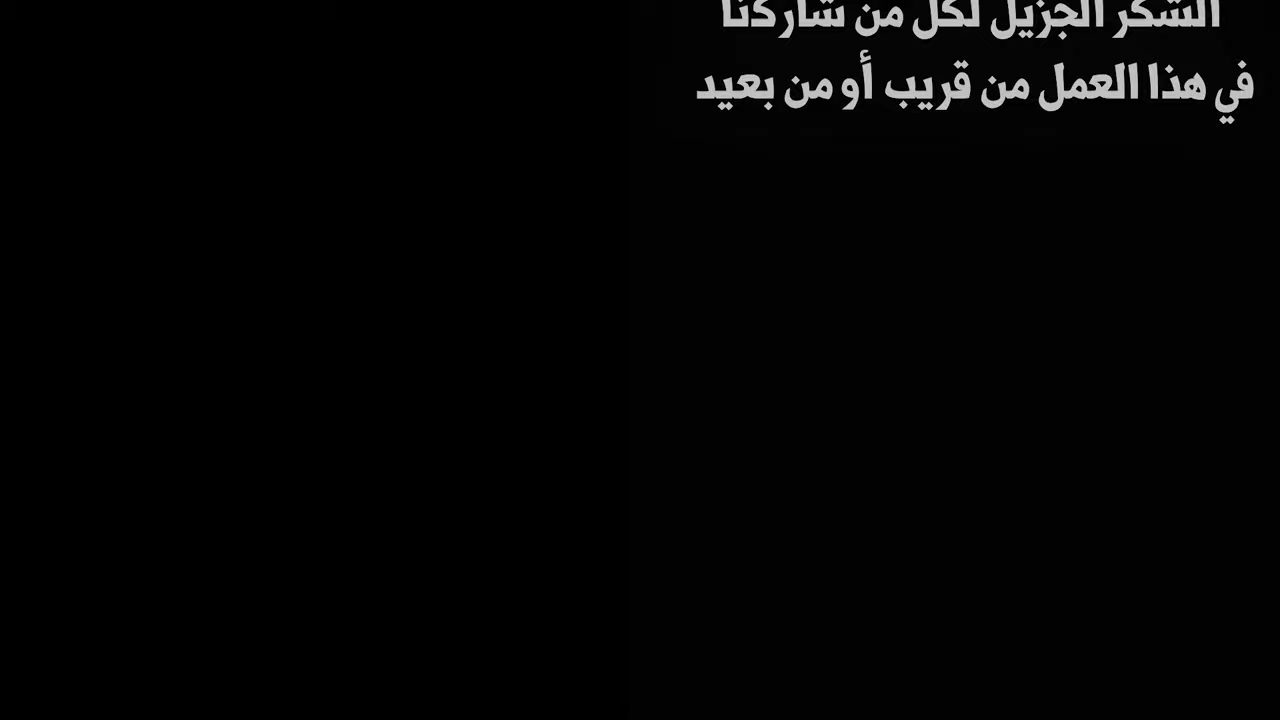 الشكر الجزيل لكل من شاركنا
في هذا العمل من قريب أو من بعيد